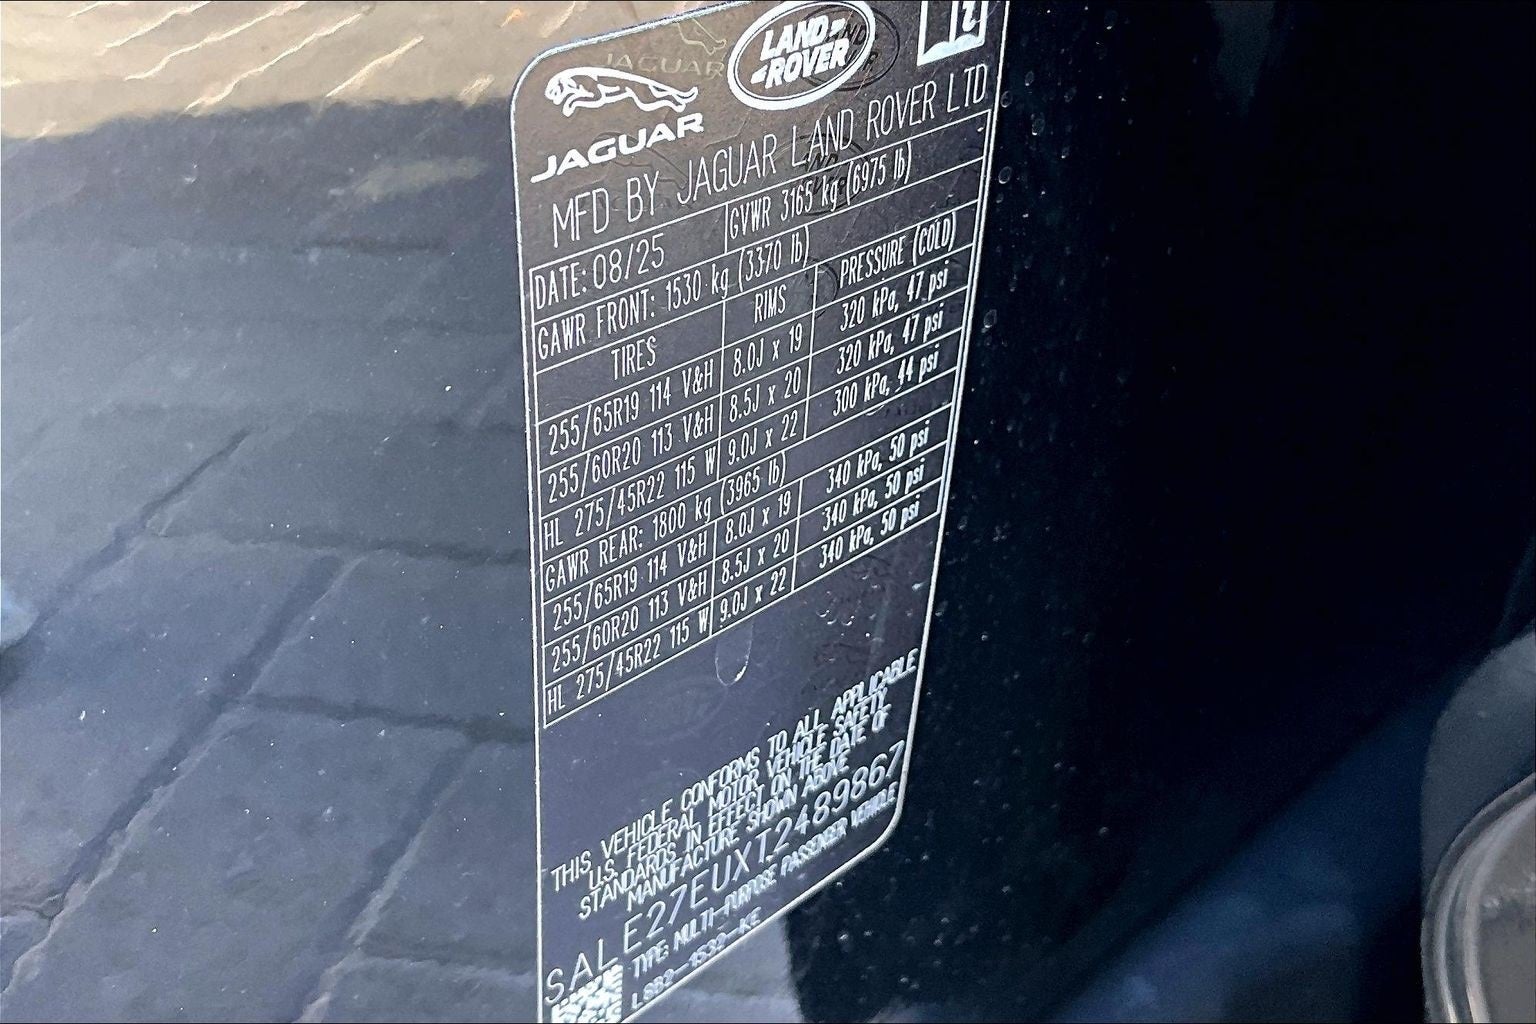 JAGUAR
LAND ROVER
MFD BY JAGUAR LAND ROVER LTD
DATE: 08/25 GVWR 3165 kg (6975 lb)
GAWR FRONT: 1530 kg (3370 lb)
TIRES RIMS PRESSURE (COLD)
255/65R19 114 V&H 8.0J x 19 320 kPa, 47 psi
255/60R20 113 V&H 8.5J x 20 320 kPa, 47 psi
HL 275/45R22 115 W 9.0J x 22 300 kPa, 44 psi
GAWR REAR: 1800 kg (3965 lb)
255/65R19 114 V&H 8.0J x 19 340 kPa, 50 psi
255/60R20 113 V&H 8.5J x 20 340 kPa, 50 psi
HL 275/45R22 115 W 9.0J x 22 340 kPa, 50 psi
THIS VEHICLE CONFORMS TO ALL APPLICABLE
U.S. FEDERAL MOTOR VEHICLE SAFETY
STANDARDS IN EFFECT ON THE DATE OF
MANUFACTURE SHOWN ABOVE
SALE27EUXT2489867
TYPE: MULTI-PURPOSE PASSENGER VEHICLE